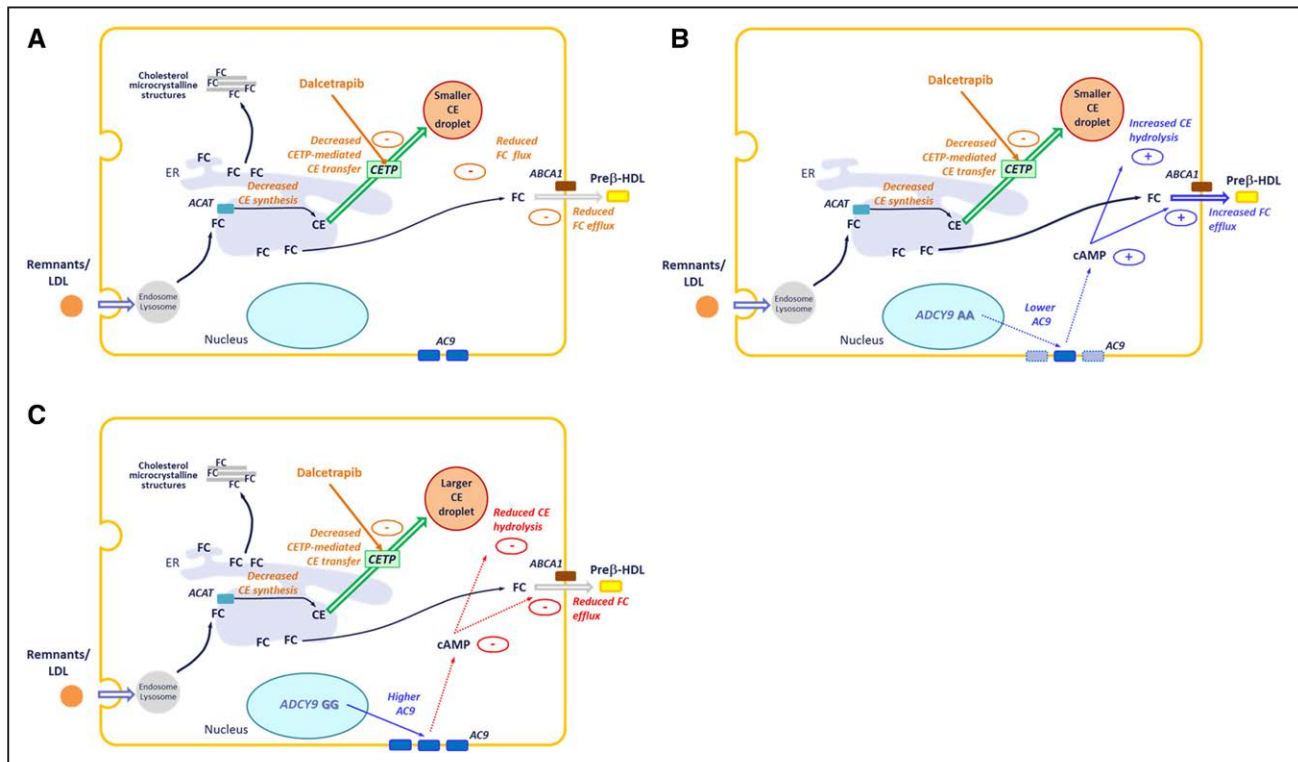 A
Cholesterol
microcrystalline
structures
FC
FC
FC
FC
Dalcetrapib
Smaller
CE
droplet
-
Decreased
CETP-mediated
CE transfer
CETP
Reduced
FC flux
-
FC
FC FC
ER
Decreased
CE synthesis
ACAT
FC
CE
FC FC
FC
ABCA1
Preβ-HDL
-
Reduced
FC efflux
Remnants/
LDL
Endosome
Lysosome
Nucleus
AC9
B
Dalcetrapib
Smaller
CE
droplet
-
Decreased
CETP-mediated
CE transfer
CETP
Increased CE
hydrolysis
+
ER
Decreased
CE synthesis
ACAT
FC
CE
FC FC
FC
ABCA1
Preβ-HDL
+
Increased FC
efflux
cAMP +
Remnants/
LDL
Endosome
Lysosome
Nucleus
ADCY9 AA
Lower
AC9
AC9
C
Cholesterol
microcrystalline
structures
FC
FC
FC
FC
Dalcetrapib
Larger
CE
droplet
-
Decreased
CETP-mediated
CE transfer
CETP
Reduced CE
hydrolysis
-
FC
FC FC
ER
Decreased
CE synthesis
ACAT
FC
CE
FC FC
FC
ABCA1
Preβ-HDL
-
Reduced FC
efflux
cAMP -
Remnants/
LDL
Endosome
Lysosome
Nucleus
ADCY9 GG
Higher
AC9
AC9